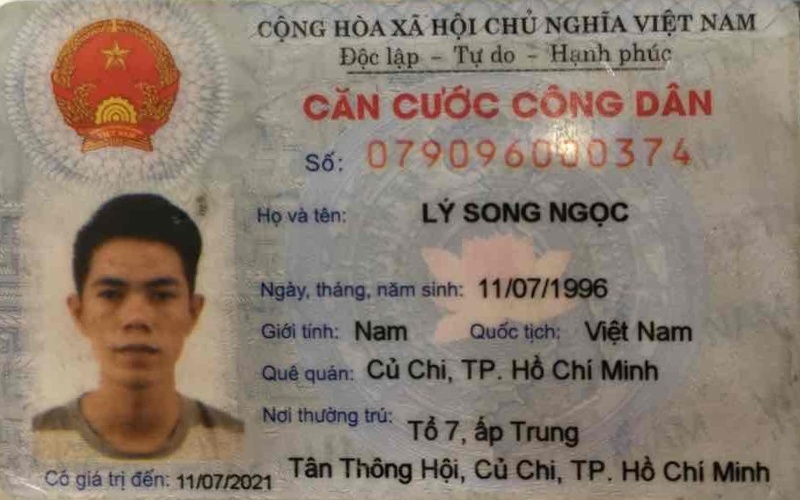 CỘNG HÒA XÃ HỘI CHỦ NGHĨA VIỆT NAM
Độc lập - Tự do - Hạnh phúc
CĂN CƯỚC CÔNG DÂN
Số: 079096000374
Họ và tên: LÝ SONG NGỌC
Ngày, tháng, năm sinh: 11/07/1996
Giới tính: Nam Quốc tịch: Việt Nam
Quê quán: Củ Chi, TP. Hồ Chí Minh
Nơi thường trú: Tổ 7, ấp Trung
Tân Thông Hội, Củ Chi, TP. Hồ Chí Minh
Có giá trị đến: 11/07/2021
VIỆT NAM